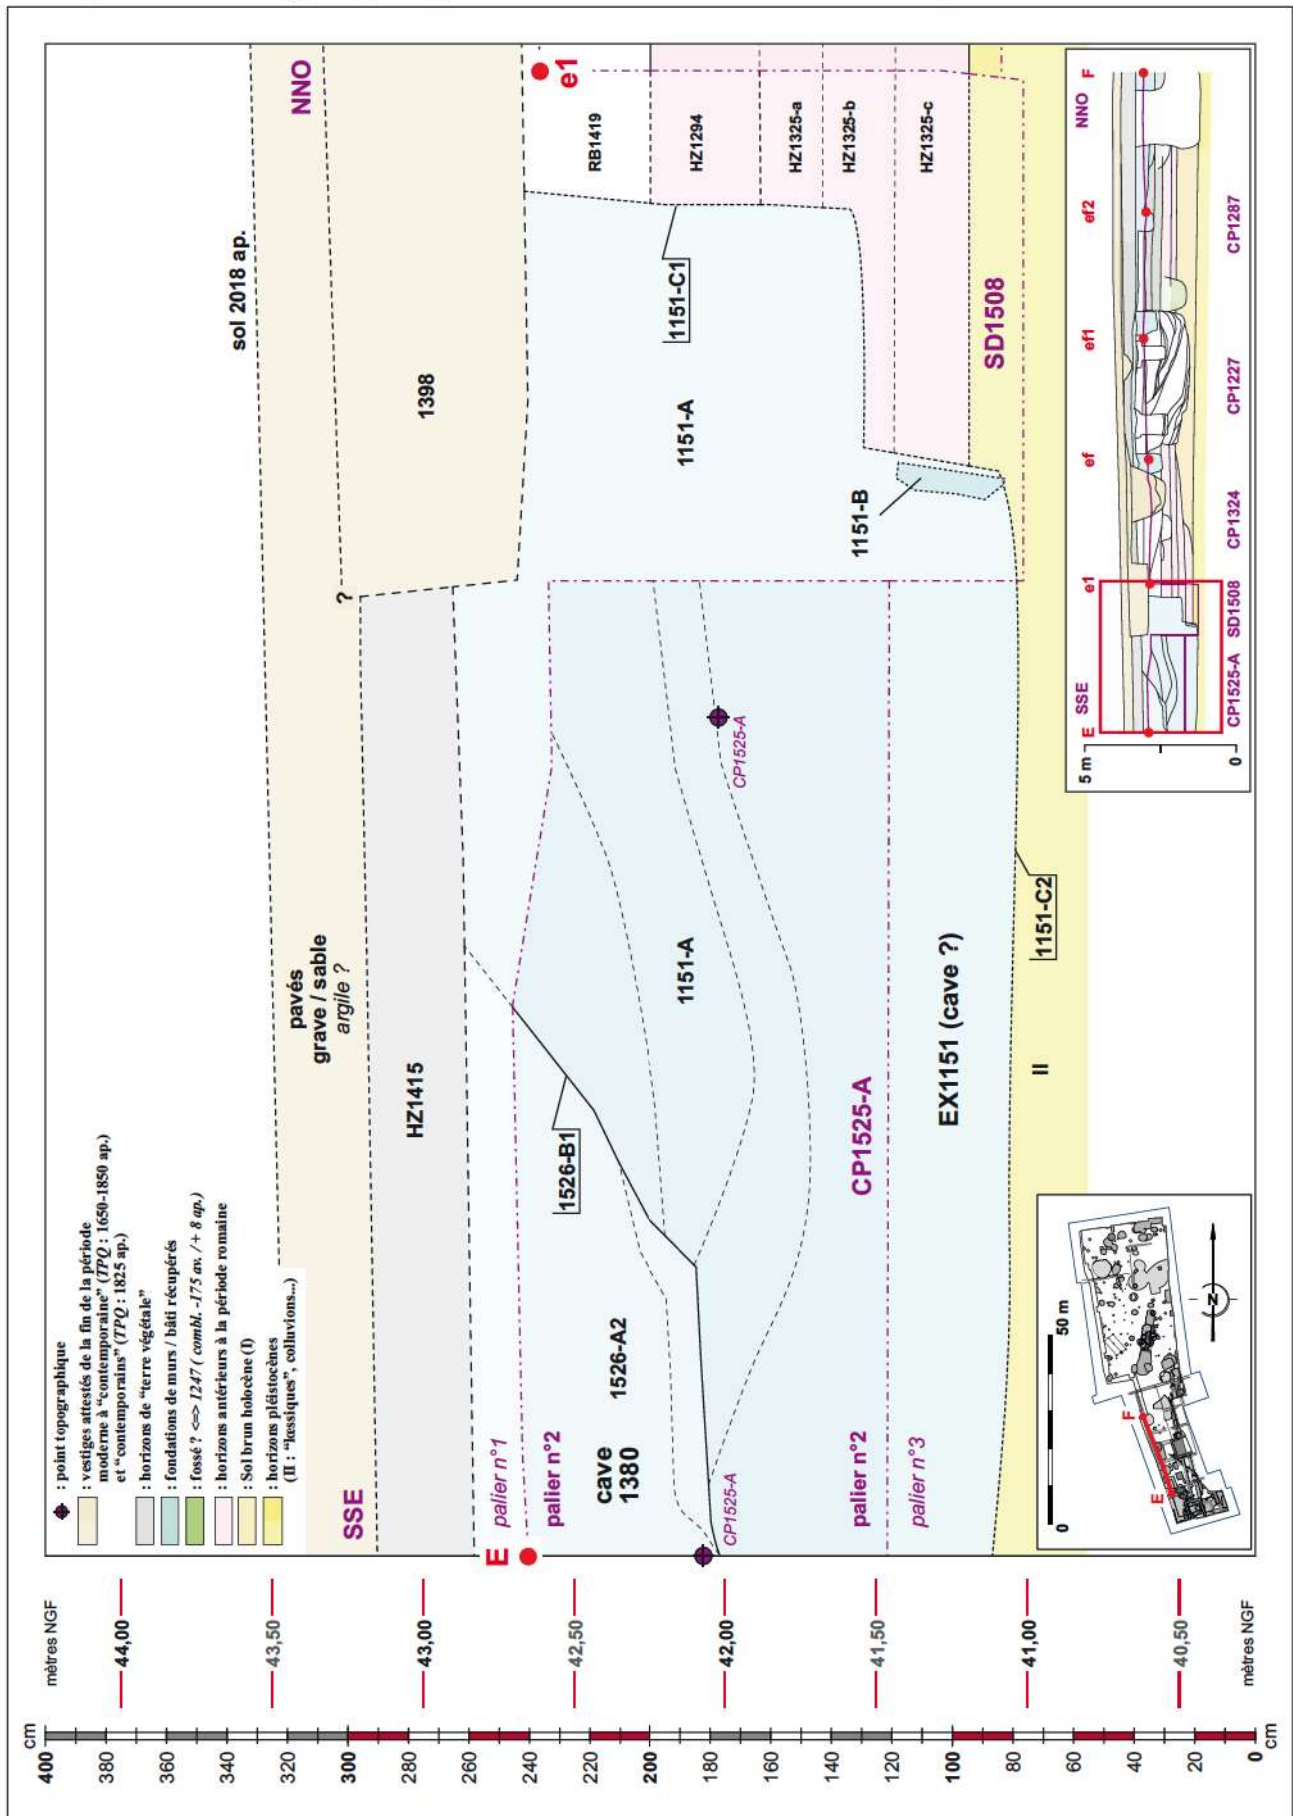 : point topographique
: vestiges attestés de la fin de la période
moderne à "contemporaine" (TPQ : 1650-1850 ap.)
et "contemporains" (TPQ : 1825 ap.)
: horizons de "terre végétale"
: fondations de murs / bâti récupérés
: fossé ? <=> 1247 ( combl. -175 av. / + 8 ap.)
: horizons antérieurs à la période romaine
: Sol brun holocène (I)
: horizons pléistocènes
(II : "lœssiques", colluvions...)
SSE
NNO
sol 2018 ap.
pavés
grave / sable
argile ?
?
1398
HZ1415
E
e1
palier n°1
palier n°2
1526-B1
RB1419
HZ1294
HZ1325-a
HZ1325-b
HZ1325-c
1151-C1
1151-A
1151-A
1151-B
cave
1380
1526-A2
CP1525-A
CP1525-A
palier n°2
palier n°3
CP1525-A
EX1151 (cave ?)
SD1508
1151-C2
II
mètres NGF
44,00
43,50
43,00
42,50
42,00
41,50
41,00
40,50
mètres NGF
cm
400
380
360
340
320
300
280
260
240
220
200
180
160
140
120
100
80
60
40
20
0
cm
0
50 m
E
F
N
5 m
0
E
SSE
e1
ef
ef1
ef2
NNO
F
CP1525-A
SD1508
CP1324
CP1227
CP1287